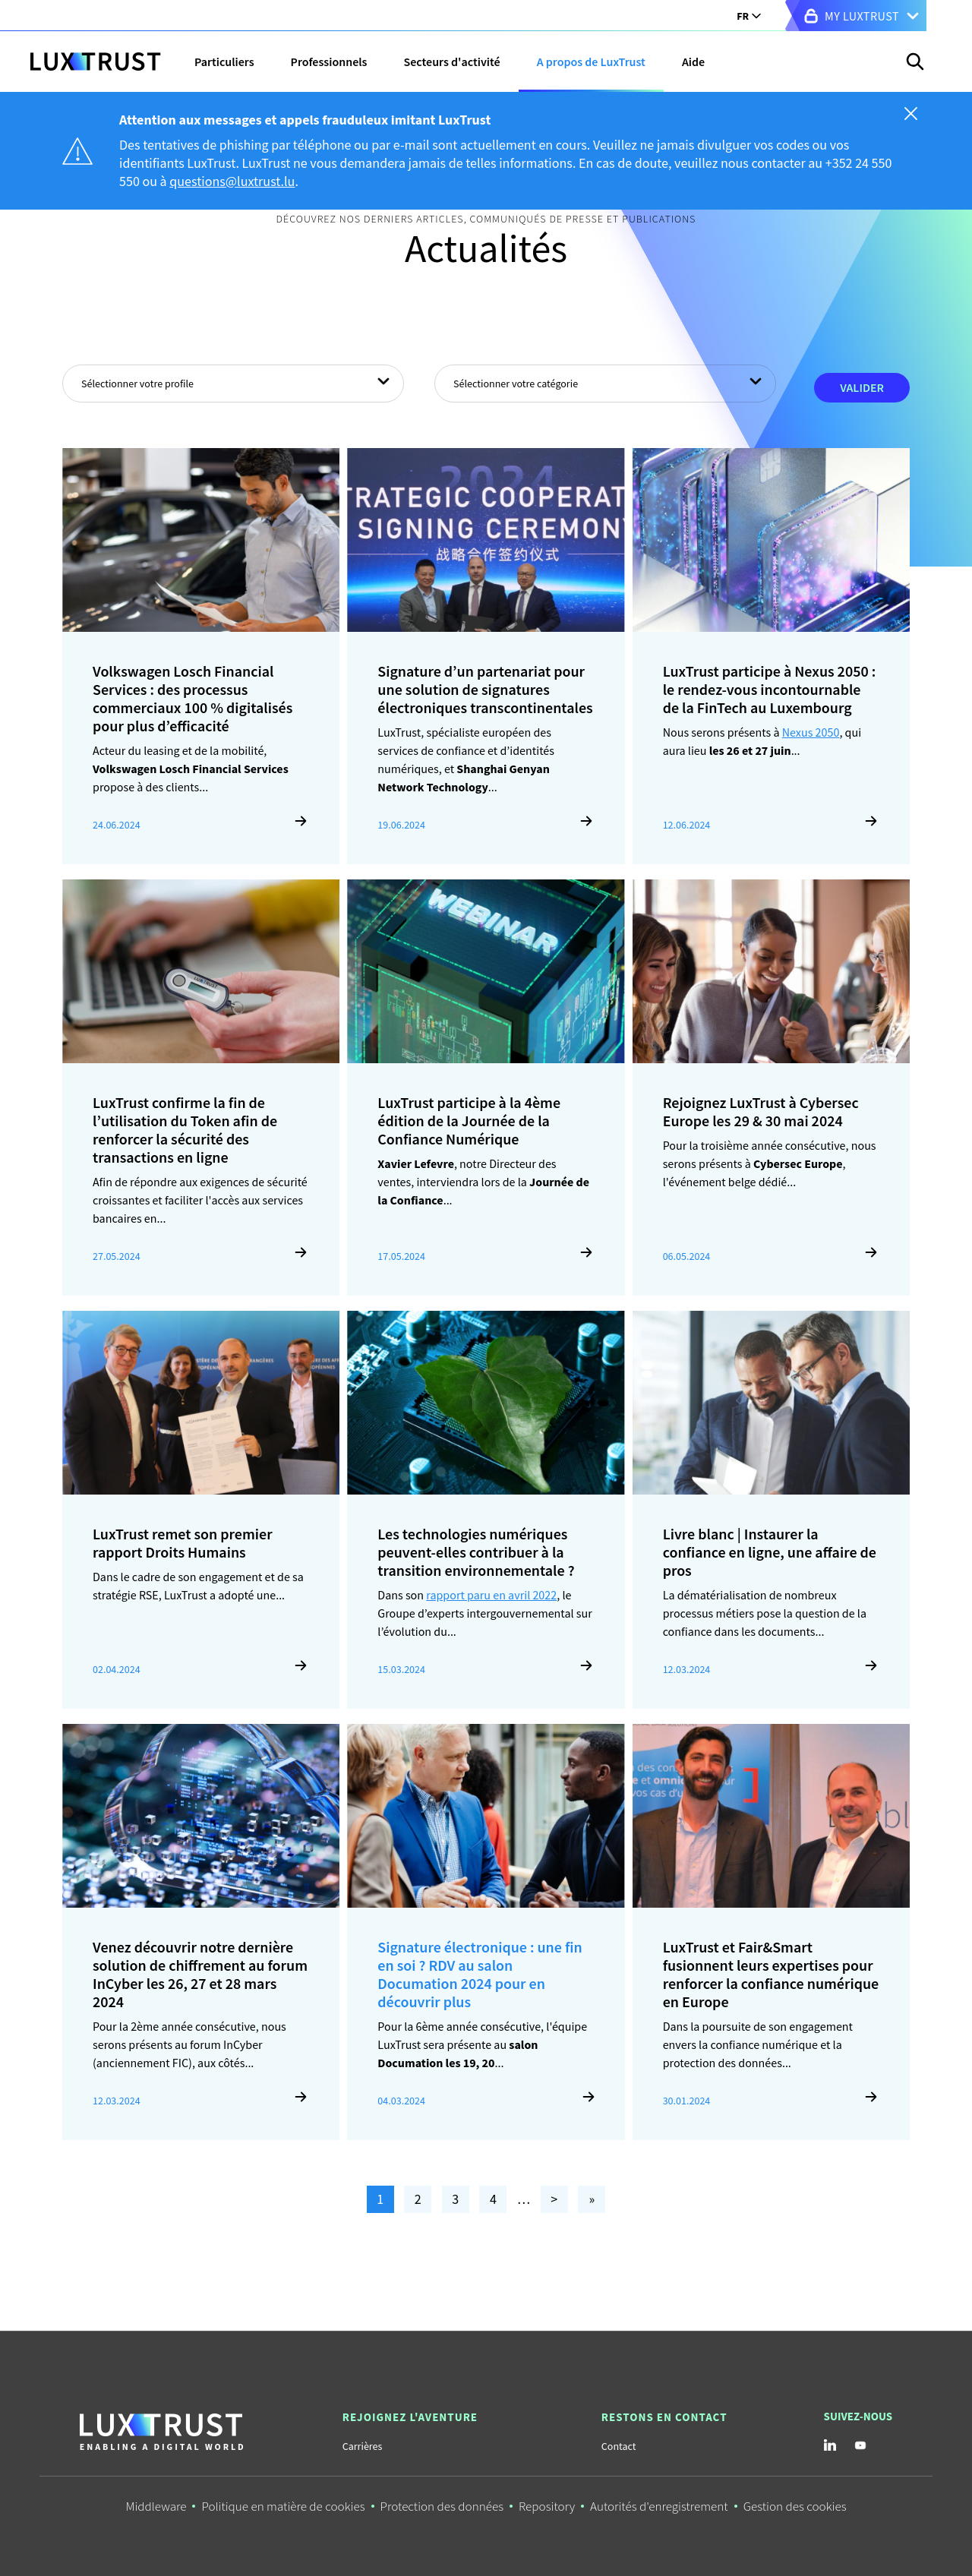 FR
MY LUXTRUST
LUXTRUST
Particuliers
Professionnels
Secteurs d'activité
A propos de LuxTrust
Aide
Attention aux messages et appels frauduleux imitant LuxTrust
Des tentatives de phishing par téléphone ou par e-mail sont actuellement en cours. Veuillez ne jamais divulguer vos codes ou vos
identifiants LuxTrust. LuxTrust ne vous demandera jamais de telles informations. En cas de doute, veuillez nous contacter au +352 24 550
550 ou à questions@luxtrust.lu.
DÉCOUVREZ NOS DERNIERS ARTICLES, COMMUNIQUÉS DE PRESSE ET PUBLICATIONS
Actualités
Sélectionner votre profile
Sélectionner votre catégorie
VALIDER
2024
TRATEGIC COOPERAT
SIGNING CEREMONY
战略合作签约仪式
Volkswagen Losch Financial
Services : des processus
commerciaux 100 % digitalisés
pour plus d’efficacité
Acteur du leasing et de la mobilité,
Volkswagen Losch Financial Services
propose à des clients...
24.06.2024
Signature d’un partenariat pour
une solution de signatures
électroniques transcontinentales
LuxTrust, spécialiste européen des
services de confiance et d’identités
numériques, et Shanghai Genyan
Network Technology...
19.06.2024
LuxTrust participe à Nexus 2050 :
le rendez-vous incontournable
de la FinTech au Luxembourg
Nous serons présents à Nexus 2050, qui
aura lieu les 26 et 27 juin...
12.06.2024
LUXTRUST
WEBINAR
LuxTrust confirme la fin de
l’utilisation du Token afin de
renforcer la sécurité des
transactions en ligne
Afin de répondre aux exigences de sécurité
croissantes et faciliter l'accès aux services
bancaires en...
27.05.2024
LuxTrust participe à la 4ème
édition de la Journée de la
Confiance Numérique
Xavier Lefevre, notre Directeur des
ventes, interviendra lors de la Journée de
la Confiance...
17.05.2024
Rejoignez LuxTrust à Cybersec
Europe les 29 & 30 mai 2024
Pour la troisième année consécutive, nous
serons présents à Cybersec Europe,
l'événement belge dédié...
06.05.2024
LuxTrust remet son premier
rapport Droits Humains
Dans le cadre de son engagement et de sa
stratégie RSE, LuxTrust a adopté une...
02.04.2024
Les technologies numériques
peuvent-elles contribuer à la
transition environnementale ?
Dans son rapport paru en avril 2022, le
Groupe d’experts intergouvernemental sur
l’évolution du...
15.03.2024
Livre blanc | Instaurer la
confiance en ligne, une affaire de
pros
La dématérialisation de nombreux
processus métiers pose la question de la
confiance dans les documents...
12.03.2024
Venez découvrir notre dernière
solution de chiffrement au forum
InCyber les 26, 27 et 28 mars
2024
Pour la 2ème année consécutive, nous
serons présents au forum InCyber
(anciennement FIC), aux côtés...
12.03.2024
Signature électronique : une fin
en soi ? RDV au salon
Documation 2024 pour en
découvrir plus
Pour la 6ème année consécutive, l'équipe
LuxTrust sera présente au salon
Documation les 19, 20...
04.03.2024
LuxTrust et Fair&Smart
fusionnent leurs expertises pour
renforcer la confiance numérique
en Europe
Dans la poursuite de son engagement
envers la confiance numérique et la
protection des données...
30.01.2024
1 2 3 4 … > »
LUXTRUST
ENABLING A DIGITAL WORLD
REJOIGNEZ L'AVENTURE
Carrières
RESTONS EN CONTACT
Contact
SUIVEZ-NOUS
Middleware • Politique en matière de cookies • Protection des données • Repository • Autorités d'enregistrement • Gestion des cookies